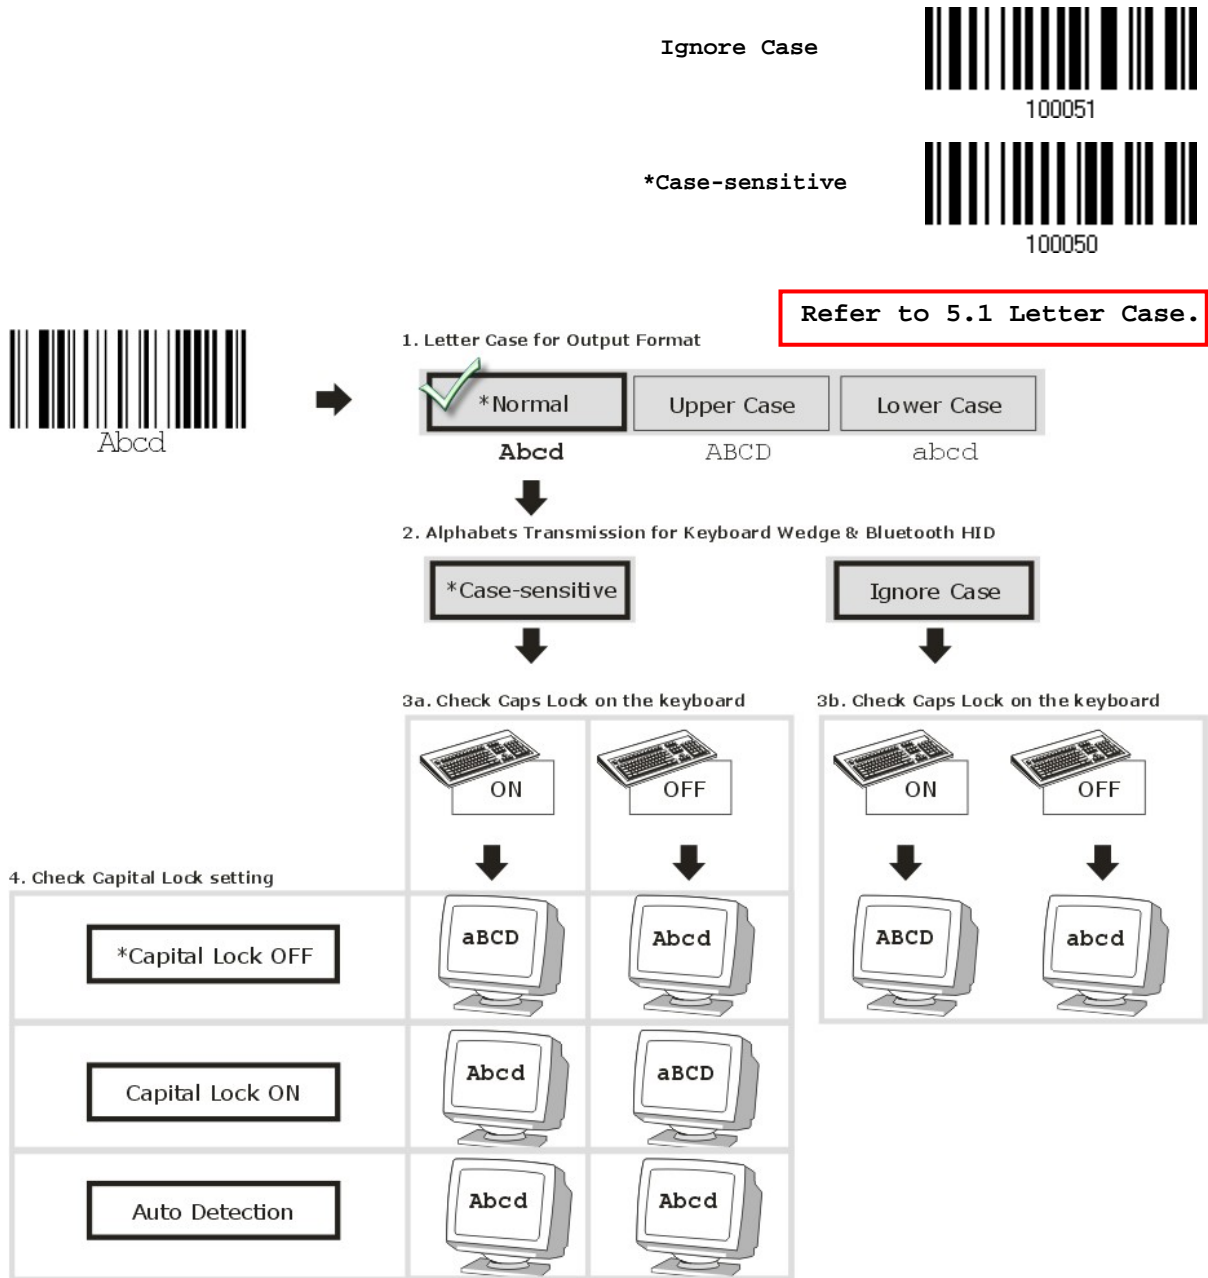 Ignore Case
100051
*Case-sensitive
100050
Refer to 5.1 Letter Case.
Abcd
1. Letter Case for Output Format
*Normal Upper Case Lower Case
Abcd ABCD abcd
2. Alphabets Transmission for Keyboard Wedge & Bluetooth HID
*Case-sensitive Ignore Case
3a. Check Caps Lock on the keyboard 3b. Check Caps Lock on the keyboard
ON OFF ON OFF
4. Check Capital Lock setting
*Capital Lock OFF aBCD Abcd ABCD abcd
Capital Lock ON Abcd aBCD
Auto Detection Abcd Abcd